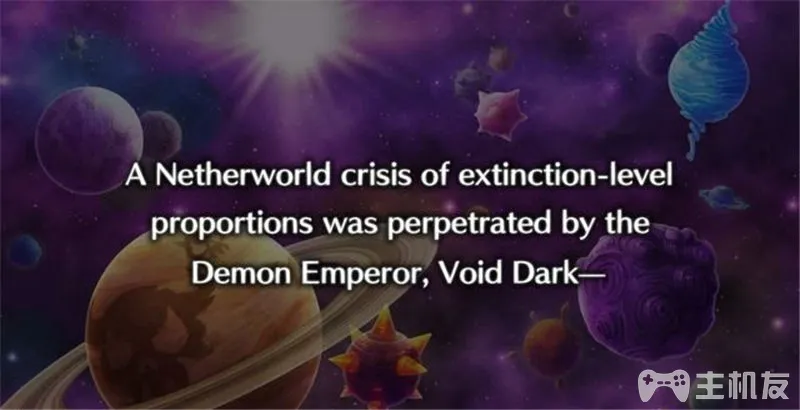 A Netherworld crisis of extinction-level
proportions was perpetrated by the
Demon Emperor, Void Dark—
主机友